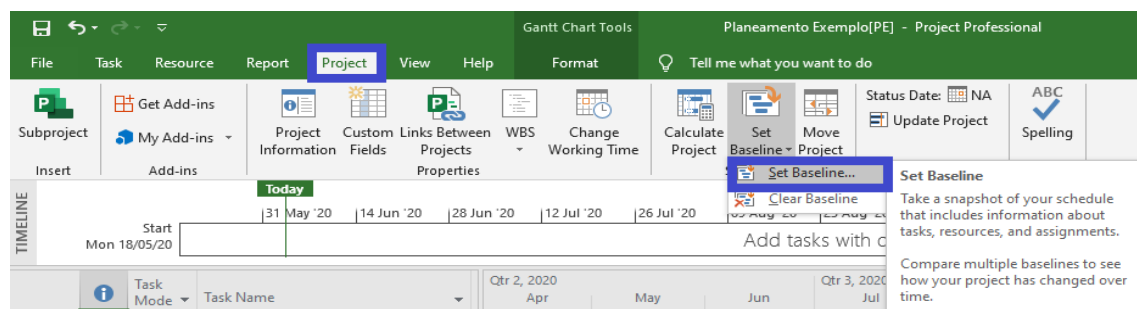 Gantt Chart Tools
Planeamento Exemplo[PE] - Project Professional
File Task Resource Report Project View Help Format Tell me what you want to do
Subproject
Get Add-ins
My Add-ins
Project Information
Custom Fields
Links Between Projects
WBS
Change Working Time
Calculate Project
Set Baseline
Move Project
Status Date: NA
Update Project
ABC
Spelling
Insert Add-ins Properties
Set Baseline...
Clear Baseline
Set Baseline
Take a snapshot of your schedule
that includes information about
tasks, resources, and assignments.
Compare multiple baselines to see
how your project has changed over
time.
TIMELINE
Today
31 May '20 14 Jun '20 28 Jun '20 12 Jul '20 26 Jul '20
Start
Mon 18/05/20
Add tasks with
Task Mode
Task Name
Qtr 2, 2020 Qtr 3, 2020
Apr May Jun Jul